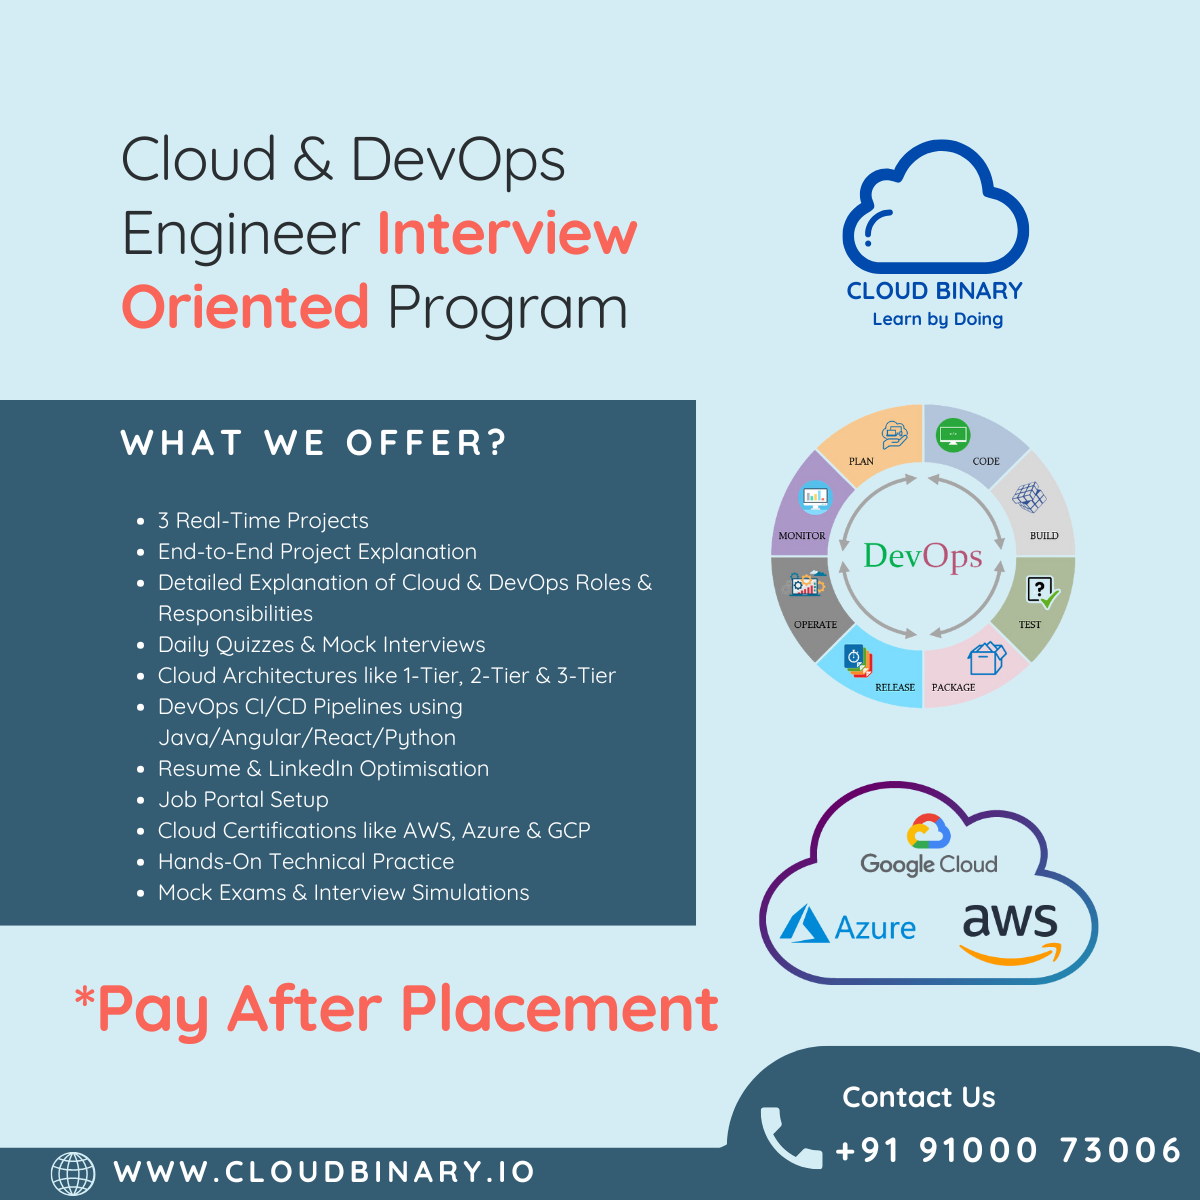 Cloud & DevOps
Engineer Interview
Oriented Program
CLOUD BINARY
Learn by Doing
WHAT WE OFFER?
• 3 Real-Time Projects
• End-to-End Project Explanation
• Detailed Explanation of Cloud & DevOps Roles &
Responsibilities
• Daily Quizzes & Mock Interviews
• Cloud Architectures like 1-Tier, 2-Tier & 3-Tier
• DevOps CI/CD Pipelines using
Java/Angular/React/Python
• Resume & LinkedIn Optimisation
• Job Portal Setup
• Cloud Certifications like AWS, Azure & GCP
• Hands-On Technical Practice
• Mock Exams & Interview Simulations
PLAN
CODE
MONITOR
BUILD
DevOps
OPERATE
TEST
RELEASE
PACKAGE
Google Cloud
Azure
aws
*Pay After Placement
Contact Us
+91 91000 73006
WWW.CLOUDBINARY.IO